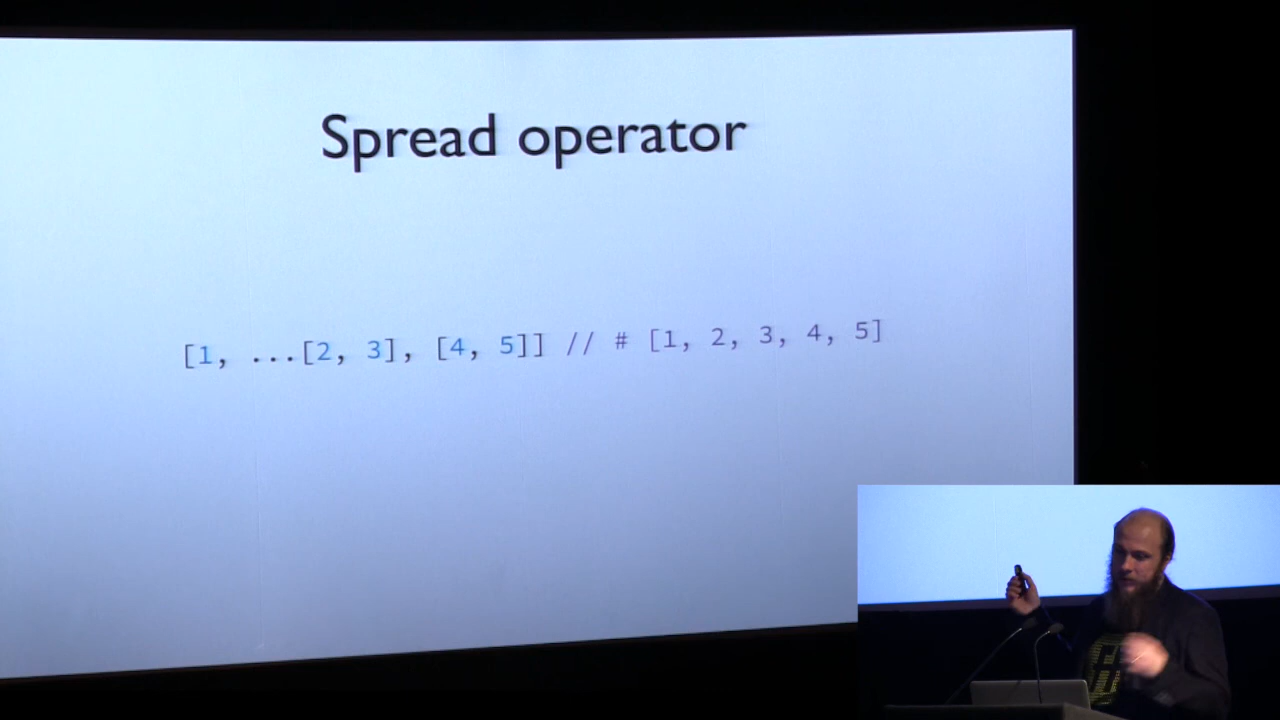 Spread operator
[1, ...[2, 3], [4, 5]] // # [1, 2, 3, 4, 5]